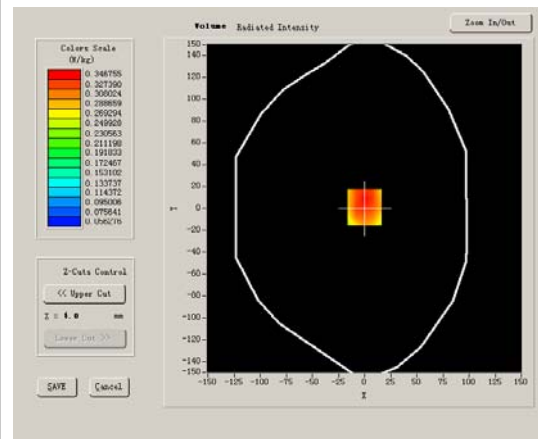 Volume Radiated Intensity
Zoom In/Out
Colors Scale
(W/kg)
0.346755
0.327390
0.308024
0.288659
0.269294
0.249928
0.230563
0.211198
0.191833
0.172467
0.153102
0.133737
0.114372
0.095006
0.075641
0.056276
Z-Cuts Control
<< Upper Cut
Z = 4.0 mm
Lower Cut >>
SAVE
Cancel
150
140
120
100
80
60
40
20
0
-20
-40
-60
-80
-100
-120
-140
-150
Y
-150 -125 -100 -75 -50 -25 0 25 50 75 100 125 150
X